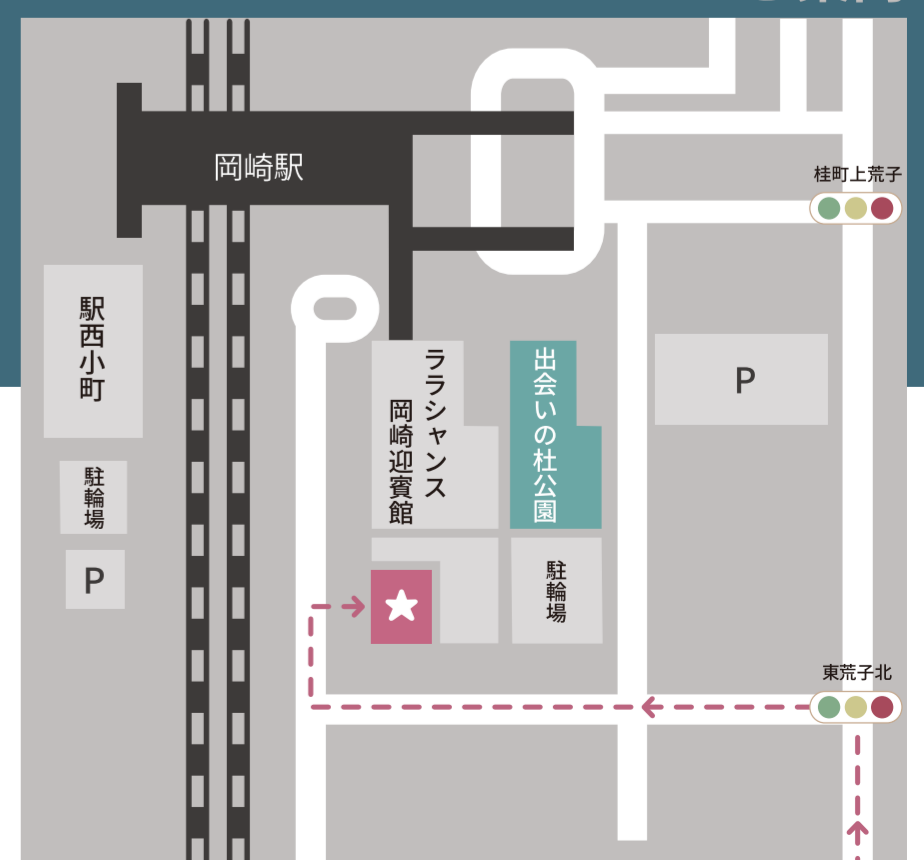 岡崎駅
桂町上荒子
駅西小町
ララシャンス
岡崎迎賓館
出会いの杜公園
P
駐輪場
P
駐輪場
東荒子北